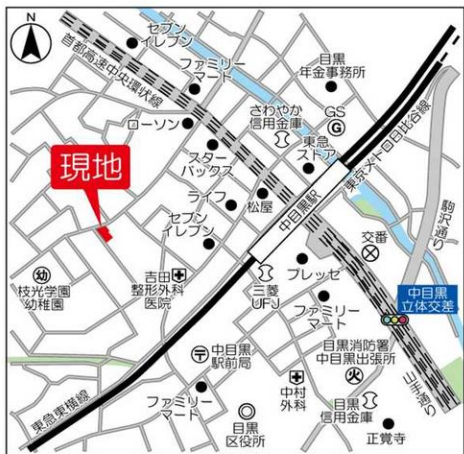 N
セブン
イレブン
首都高速中央環状線
ファミリー
マート
目黒
年金事務所
ローソン
さわやか
信用金庫
GS
G
東急
ストア
東京メトロ日比谷線
スター
バックス
現地
ライフ
松屋
中目黒駅
駒沢通り
セブン
イレブン
交番
幼
枝光学園
幼稚園
吉田
整形外科
医院
三菱
UFJ
プレッセ
中目黒
立体交差
ファミリー
マート
中目黒
駅前局
目黒消防署
中目黒出張所
山手通り
東急東横線
ファミリー
マート
中村
外科
火
目黒
区役所
目黒
信用金庫
正覚寺